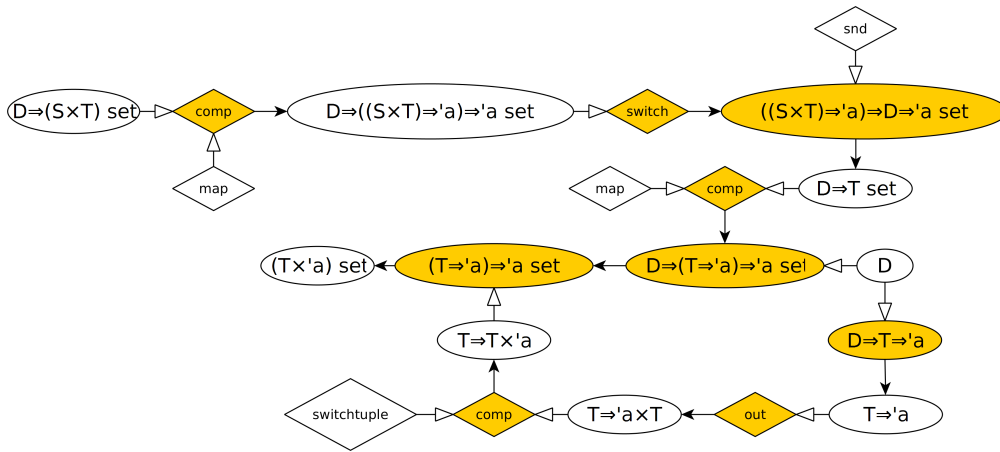 snd
D⇒(S×T) set
comp
D⇒((S×T)⇒'a)⇒'a set
switch
((S×T)⇒'a)⇒D⇒'a set
map
map
comp
D⇒T set
(T×'a) set
(T⇒'a)⇒'a set
D⇒(T⇒'a)⇒'a set
D
T⇒T×'a
D⇒T⇒'a
switchtuple
comp
T⇒'a×T
out
T⇒'a